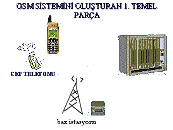 GSM SİSTEMİNİ OLUŞTURAN 1. TEMEL
PARÇA
CEP TELEFONU
baz istasyonu